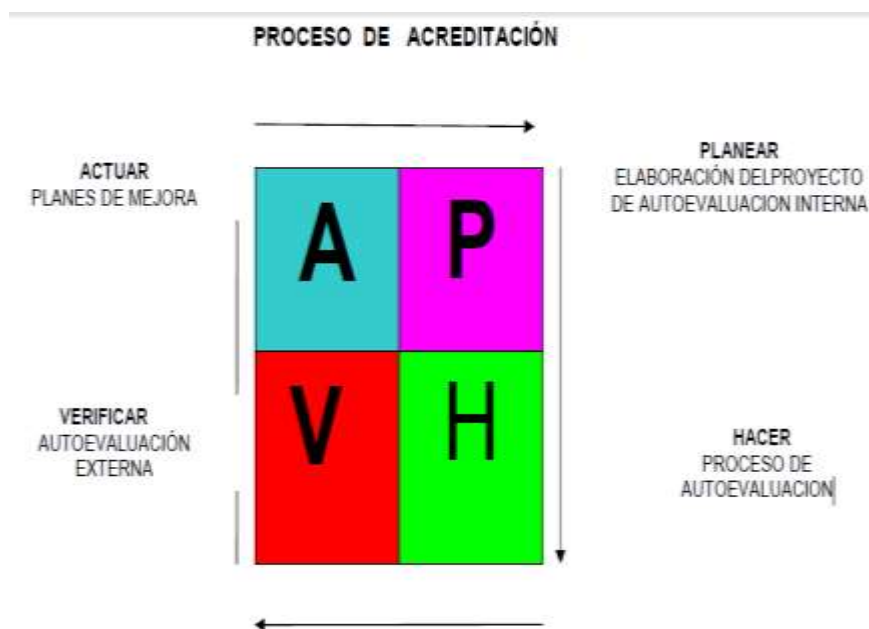 PROCESO DE ACREDITACIÓN
ACTUAR
PLANES DE MEJORA
PLANEAR
ELABORACIÓN DELPROYECTO
DE AUTOEVALUACION INTERNA
A
P
V
H
VERIFICAR
AUTOEVALUACIÓN
EXTERNA
HACER
PROCESO DE
AUTOEVALUACION